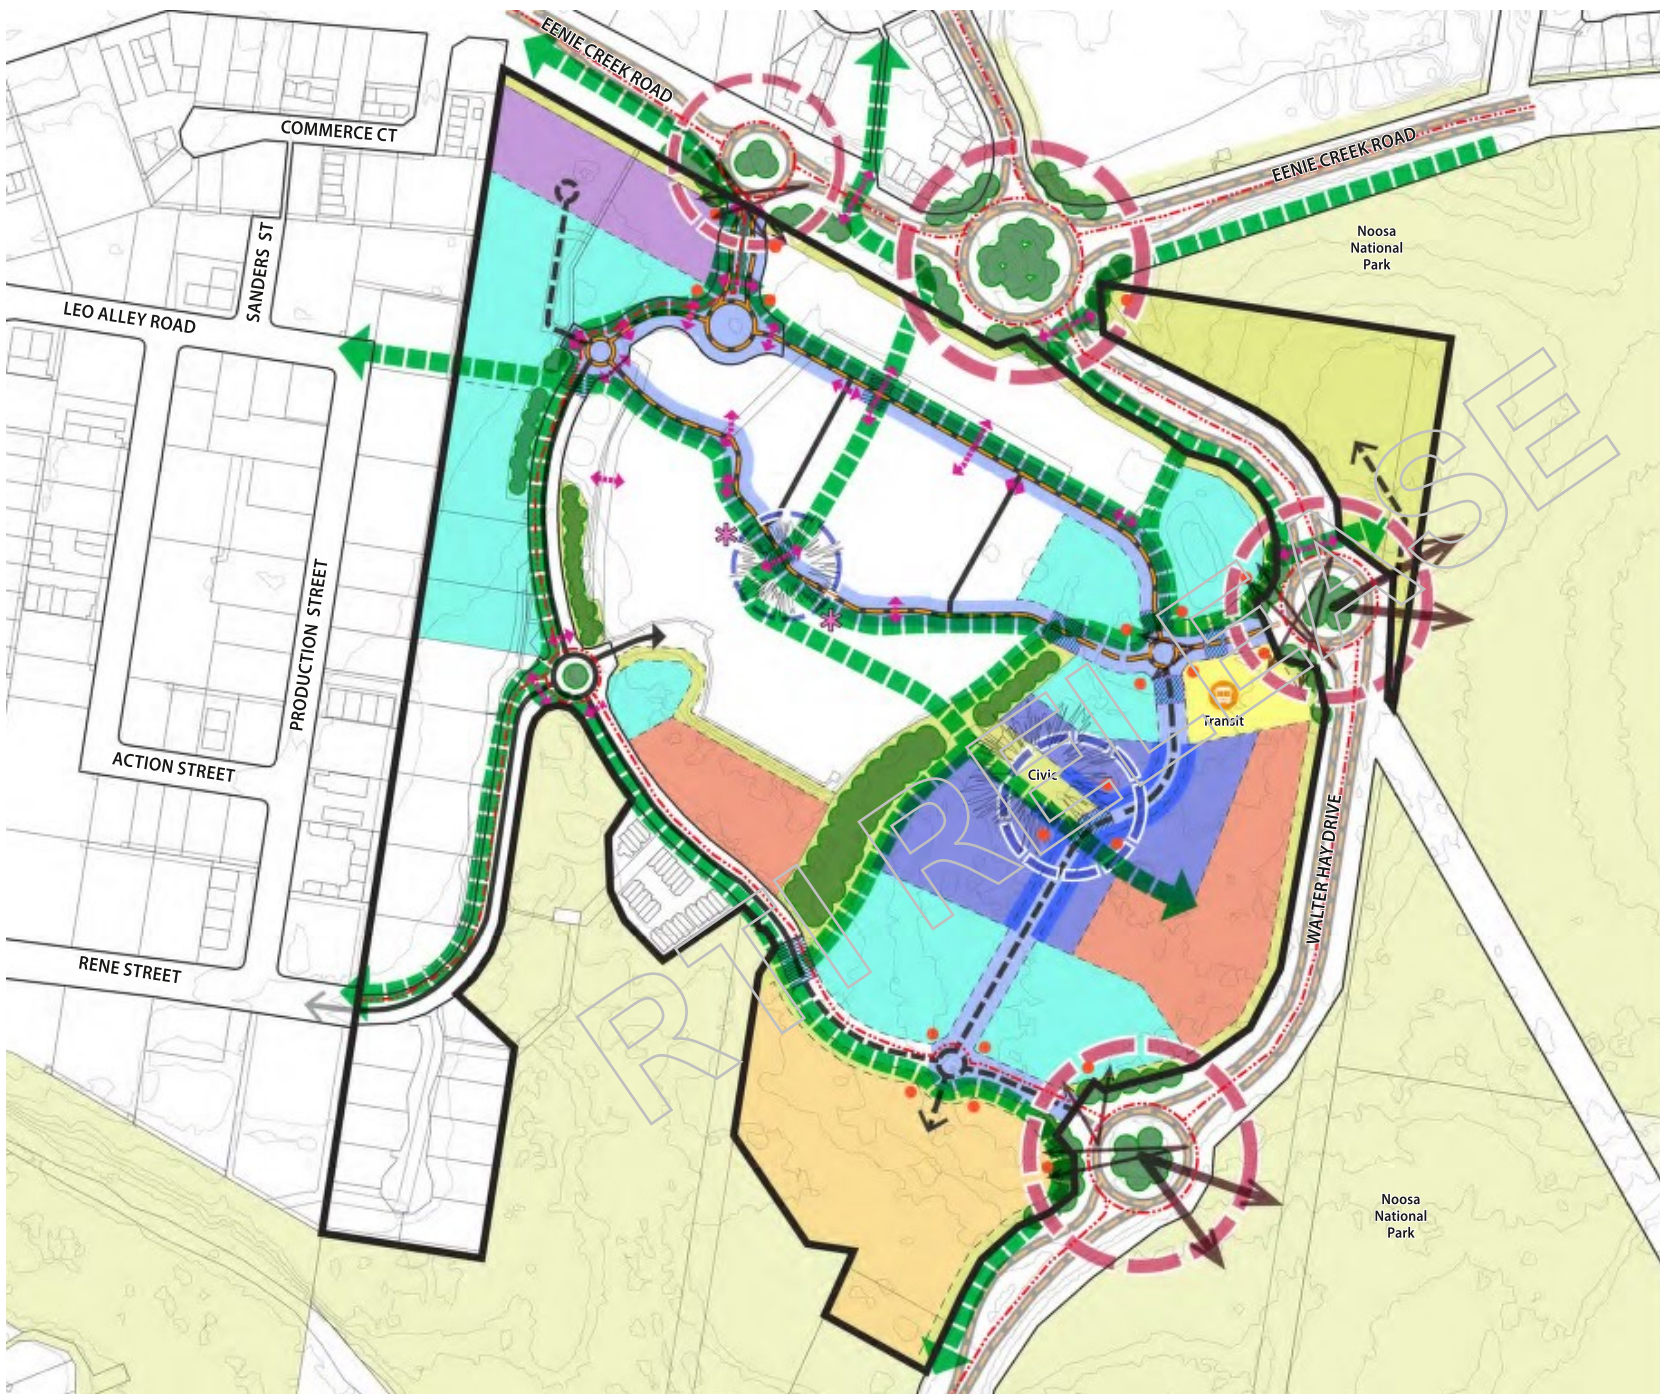 EENIE CREEK ROAD
COMMERCE CT
EENIE CREEK ROAD
SANDERS ST
Noosa
National
Park
LEO ALLEY ROAD
PRODUCTION STREET
Transit
ACTION STREET
Civic
WALTER HAY DRIVE
RENE STREET
RTI RELEASE
Noosa
National
Park